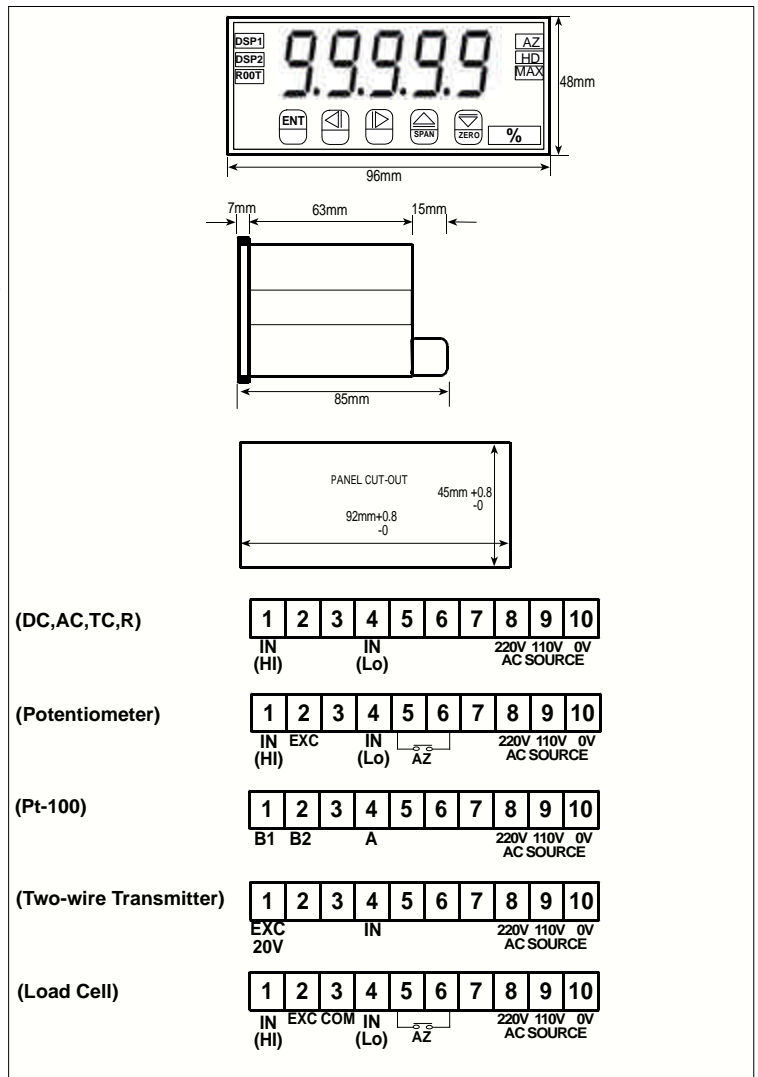 DSP1
DSP2
R00T
9.9.9.9.9
AZ
HD
MAX
ENT
SPAN
ZERO
%
48mm
96mm
7mm 63mm 15mm
85mm
PANEL CUT-OUT
45mm +0.8
-0
92mm+0.8
-0
(DC,AC,TC,R)
1 2 3 4 5 6 7 8 9 10
IN IN 220V 110V 0V
(HI) (Lo) AC SOURCE
(Potentiometer)
1 2 3 4 5 6 7 8 9 10
IN EXC IN 220V 110V 0V
(HI) (Lo) AZ AC SOURCE
(Pt-100)
1 2 3 4 5 6 7 8 9 10
B1 B2 A 220V 110V 0V
AC SOURCE
(Two-wire Transmitter)
1 2 3 4 5 6 7 8 9 10
EXC IN 220V 110V 0V
20V AC SOURCE
(Load Cell)
1 2 3 4 5 6 7 8 9 10
IN EXC COM IN 220V 110V 0V
(HI) (Lo) AZ AC SOURCE